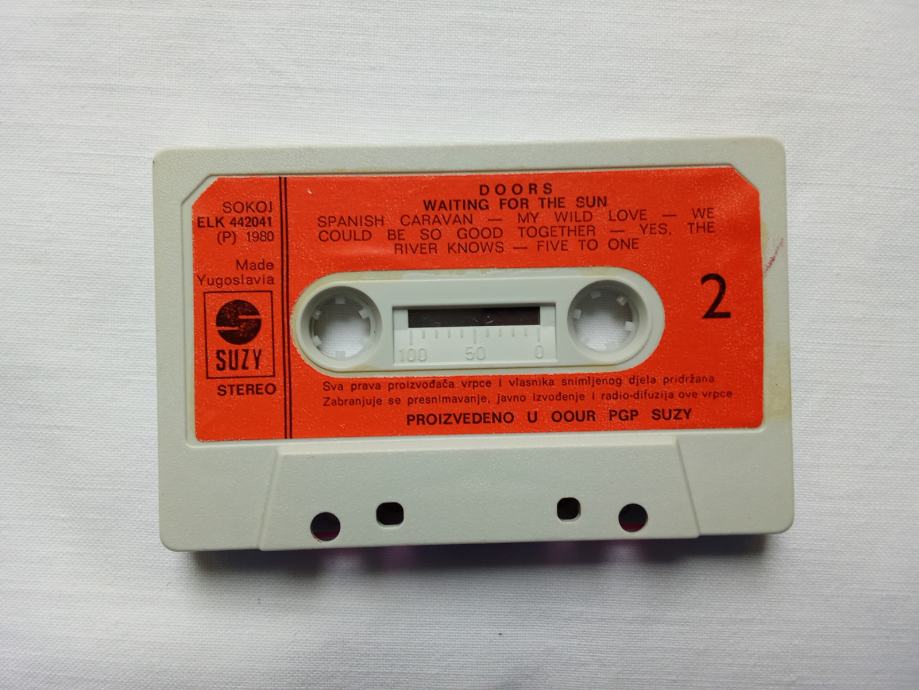 DOORS
WAITING FOR THE SUN
SPANISH CARAVAN — MY WILD LOVE — WE
COULD BE SO GOOD TOGETHER — YES, THE
RIVER KNOWS — FIVE TO ONE
SOKOJ
ELK 442041
(P) 1980
Made
Yugoslavia
SUZY
STEREO
2
100 50 0
Sva prava proizvođača vrpce i vlasnika snimljenog djela pridržana
Zabranjuje se presnimavanje, javno izvođenje i radio-difuzija ove vrpce
PROIZVEDENO U OOUR PGP SUZY